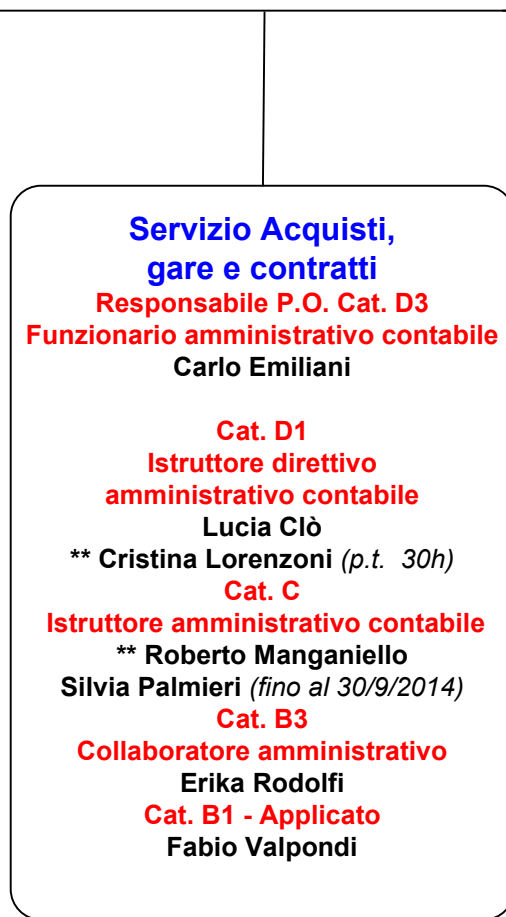 Servizio Acquisti,
gare e contratti
Responsabile P.O. Cat. D3
Funzionario amministrativo contabile
Carlo Emiliani
Cat. D1
Istruttore direttivo
amministrativo contabile
Lucia Clò
** Cristina Lorenzoni (p.t. 30h)
Cat. C
Istruttore amministrativo contabile
** Roberto Manganiello
Silvia Palmieri (fino al 30/9/2014)
Cat. B3
Collaboratore amministrativo
Erika Rodolfi
Cat. B1 - Applicato
Fabio Valpondi